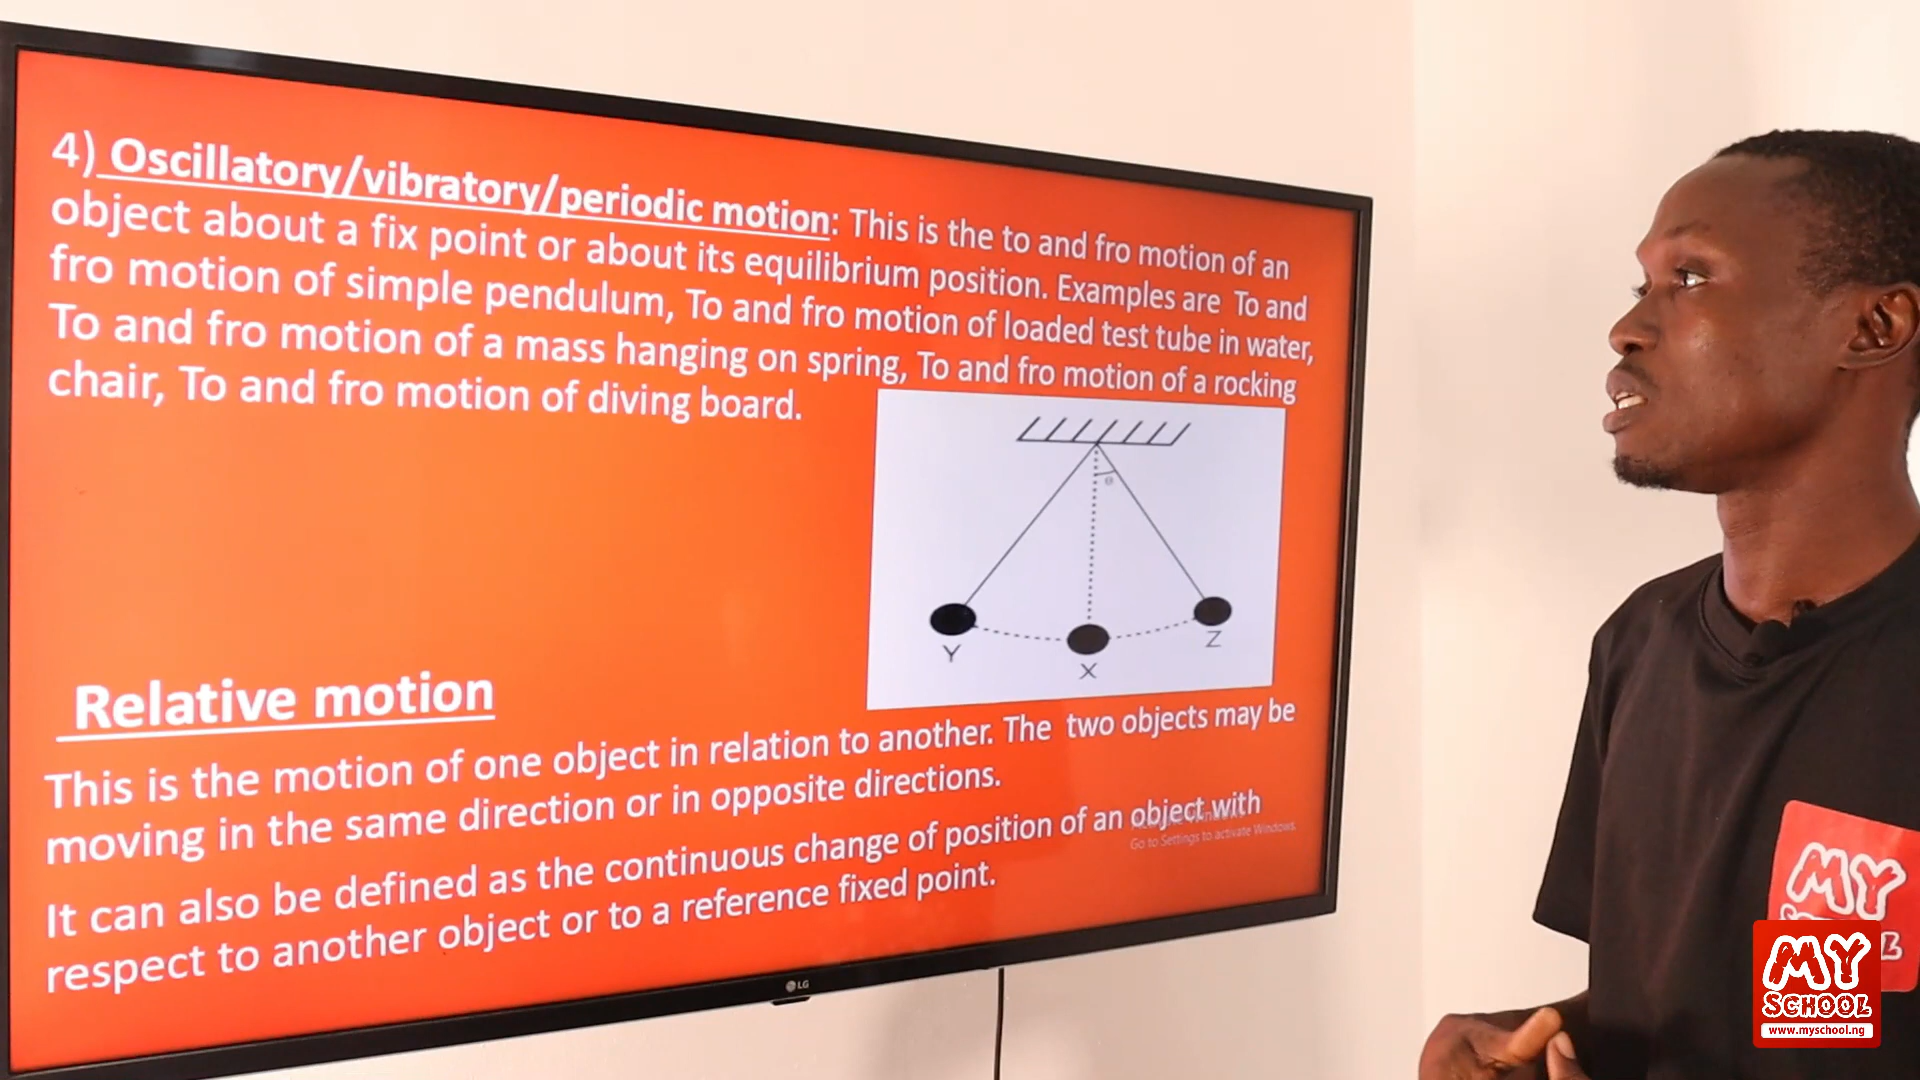 4) Oscillatory/vibratory/periodic motion: This is the to and fro motion of an
object about a fix point or about its equilibrium position. Examples are To and
fro motion of simple pendulum, To and fro motion of loaded test tube in water,
To and fro motion of a mass hanging on spring, To and fro motion of a rocking
chair, To and fro motion of diving board.
θ
Y
X
Z
Relative motion
This is the motion of one object in relation to another. The two objects may be
moving in the same direction or in opposite directions.
It can also be defined as the continuous change of position of an object with
respect to another object or to a reference fixed point.
Go to Settings to activate Windows.
LG
MY
MY
SCHOOL
www.myschool.ng